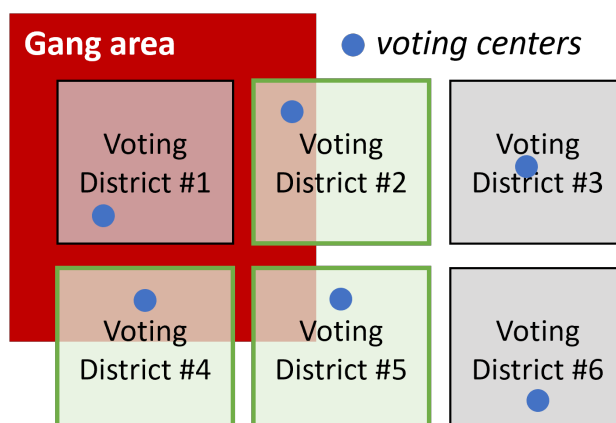 Gang area
voting centers
Voting
District #1
Voting
District #2
Voting
District #3
Voting
District #4
Voting
District #5
Voting
District #6